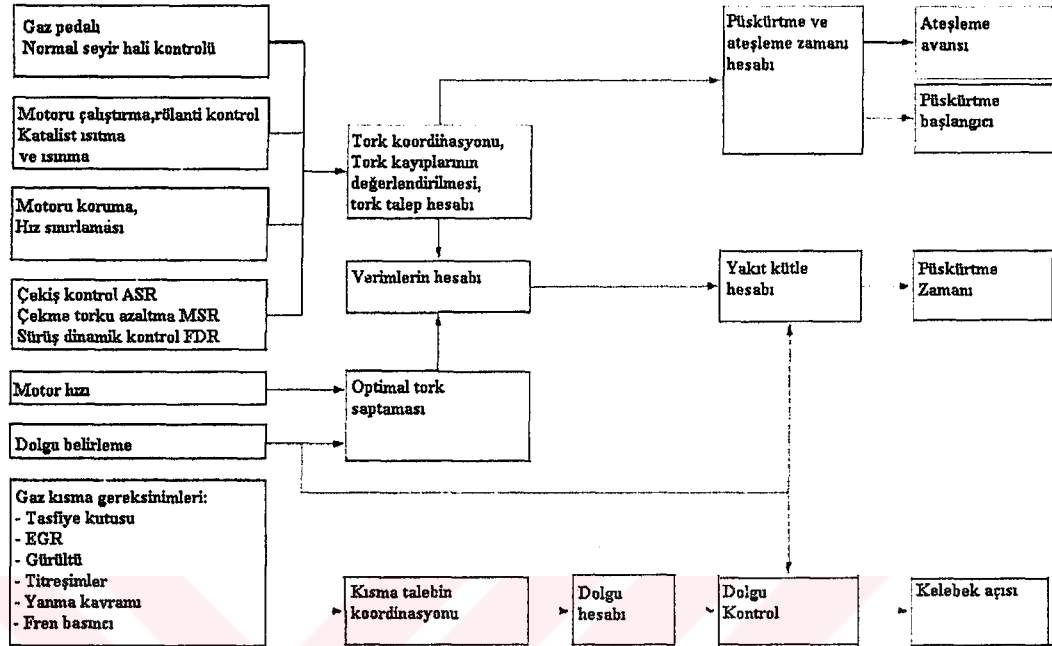 Gaz pedalı
Normal seyir hali kontrolü
Motoru çalıştırma,rölanti kontrol
Katalist ısıtma
ve ısınma
Motoru koruma,
Hız sınırlaması
Çekiş kontrol ASR
Çekme torku azaltma MSR
Sürüş dinamik kontrol FDR
Motor hızı
Dolgu belirleme
Gaz kısma gereksinimleri:
- Tasfiye kutusu
- EGR
- Gürültü
- Titreşimler
- Yanma kavramı
- Fren basıncı
Tork koordinasyonu,
Tork kayıplarının
değerlendirilmesi,
tork talep hesabı
Verimlerin hesabı
Optimal tork
saptaması
Kısma talebin
koordinasyonu
Dolgu
hesabı
Püskürtme ve
ateşleme zamanı
hesabı
Yakıt kütle
hesabı
Dolgu
Kontrol
Ateşleme
avansı
Püskürtme
başlangıcı
Püskürtme
Zamanı
Kelebek açısı